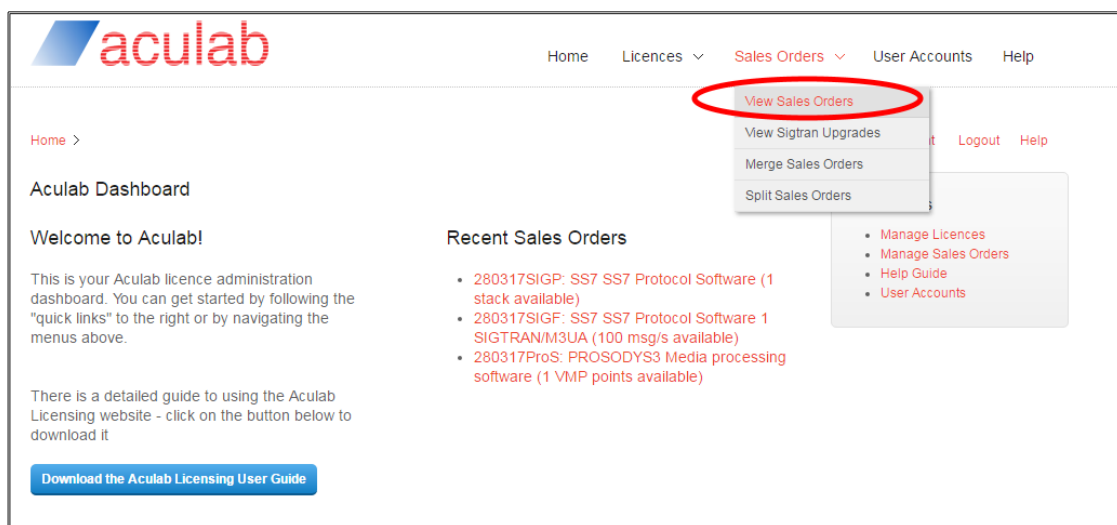 aculab
Home Licences Sales Orders User Accounts Help
View Sales Orders
View Sigtran Upgrades
Merge Sales Orders
Split Sales Orders
Home >
Logout Help
Aculab Dashboard
Welcome to Aculab!
This is your Aculab licence administration
dashboard. You can get started by following the
"quick links" to the right or by navigating the
menus above.
There is a detailed guide to using the Aculab
Licensing website - click on the button below to
download it
Download the Aculab Licensing User Guide
Recent Sales Orders
• 280317SIGP: SS7 SS7 Protocol Software (1
stack available)
• 280317SIGF: SS7 SS7 Protocol Software 1
SIGTRAN/M3UA (100 msg/s available)
• 280317ProS: PROSODYS3 Media processing
software (1 VMP points available)
• Manage Licences
• Manage Sales Orders
• Help Guide
• User Accounts